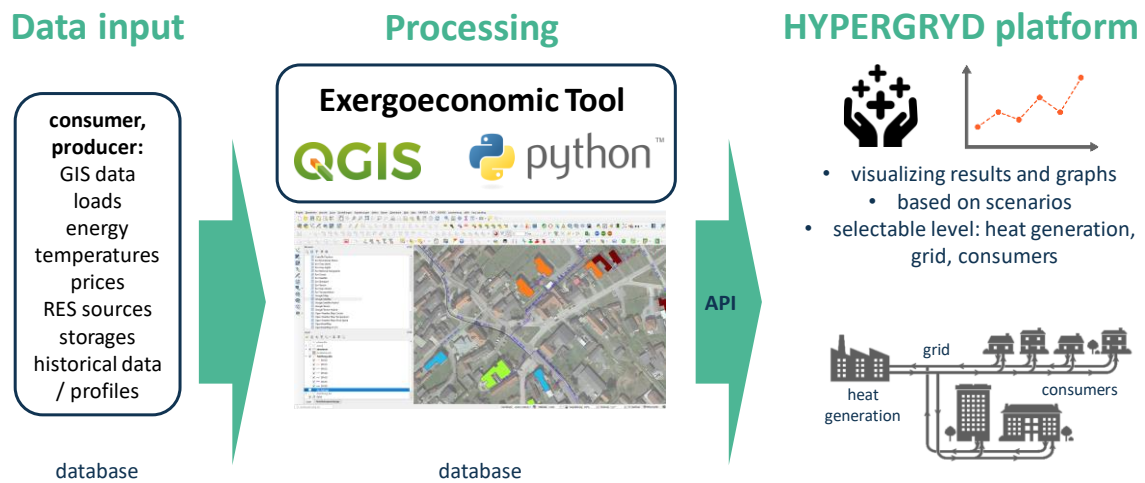 Data input
Processing
HYPERGRYD platform
consumer,
producer:
GIS data
loads
energy
temperatures
prices
RES sources
storages
historical data
/ profiles
database
Exergoeconomic Tool
QGIS
python™
database
API
• visualizing results and graphs
• based on scenarios
• selectable level: heat generation,
grid, consumers
grid
heat
generation
consumers